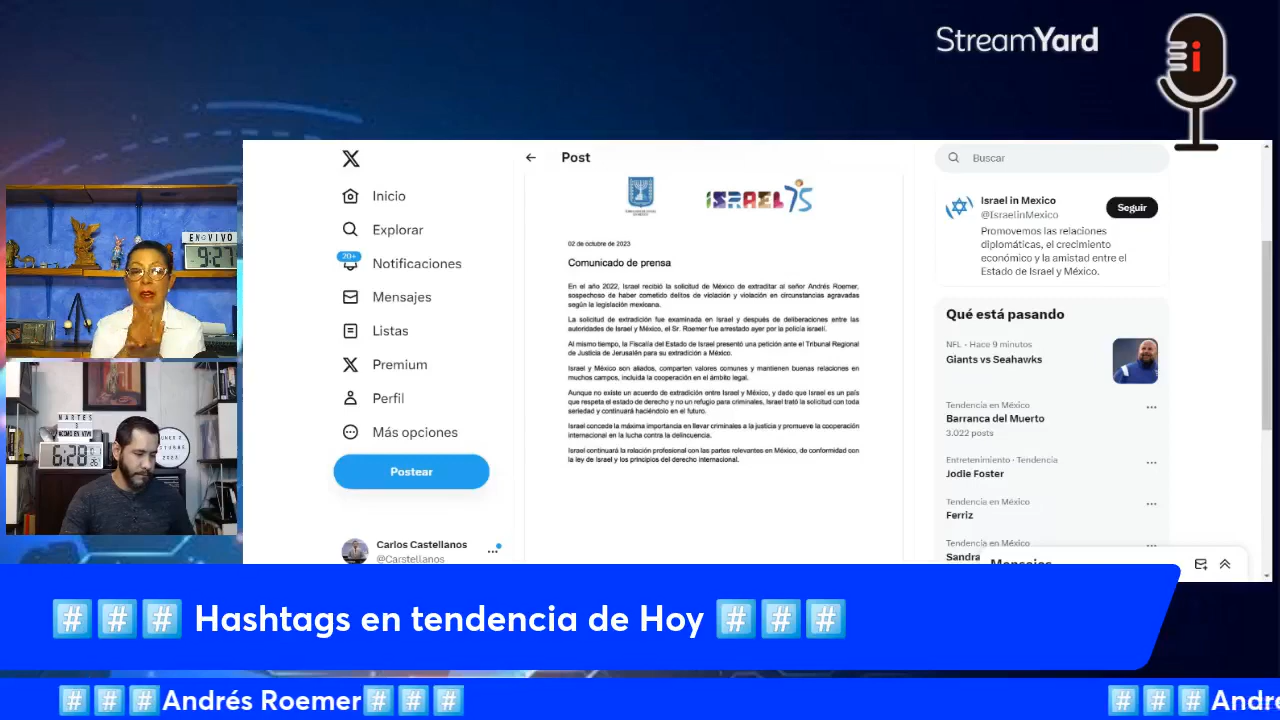 StreamYard
i
EN VIVO
9:21
MARTES
LUNES 2
OCTUBRE
2023
X
Inicio
Explorar
20+
Notificaciones
Mensajes
Listas
Premium
Perfil
Más opciones
Postear
Carlos Castellanos
@Carstellanos
Post
ISRAEL 75
02 de octubre de 2023
Comunicado de prensa
En el año 2022, Israel recibió la solicitud de México de extraditar al señor Andrés Roemer,
sospechoso de haber cometido delitos de violación y violación en circunstancias agravadas
según la legislación mexicana.
La solicitud de extradición fue examinada en Israel y después de deliberaciones entre las
autoridades de Israel y México, el Sr. Roemer fue arrestado ayer por la policía israelí.
Al mismo tiempo, la Fiscalía del Estado de Israel presentó una petición ante el Tribunal Regional
de Justicia de Jerusalén para su extradición a México.
Israel y México son aliados, comparten valores comunes y mantienen buenas relaciones en
muchos campos, incluida la cooperación en el ámbito legal.
Aunque no existe un acuerdo de extradición entre Israel y México, y dado que Israel es un país
que respeta el estado de derecho y no un refugio para criminales, Israel trató la solicitud con toda
seriedad y continuará haciéndolo en el futuro.
Israel concede la máxima importancia en llevar criminales a la justicia y promueve la cooperación
internacional en la lucha contra la delincuencia.
Israel continuará la relación profesional con las partes relevantes en México, de conformidad con
la ley de Israel y los principios del derecho internacional.
Buscar
Israel in Mexico
@IsraelinMexico
Seguir
Promovemos las relaciones
diplomáticas, el crecimiento
económico y la amistad entre el
Estado de Israel y México.
Qué está pasando
NFL · Hace 9 minutos
Giants vs Seahawks
Tendencia en México
Barranca del Muerto
3.022 posts
Entretenimiento · Tendencia
Jodie Foster
Tendencia en México
Ferriz
Tendencia en México
Sandra
Mensajes
### Hashtags en tendencia de Hoy ###
###Andrés Roemer### ###Andr